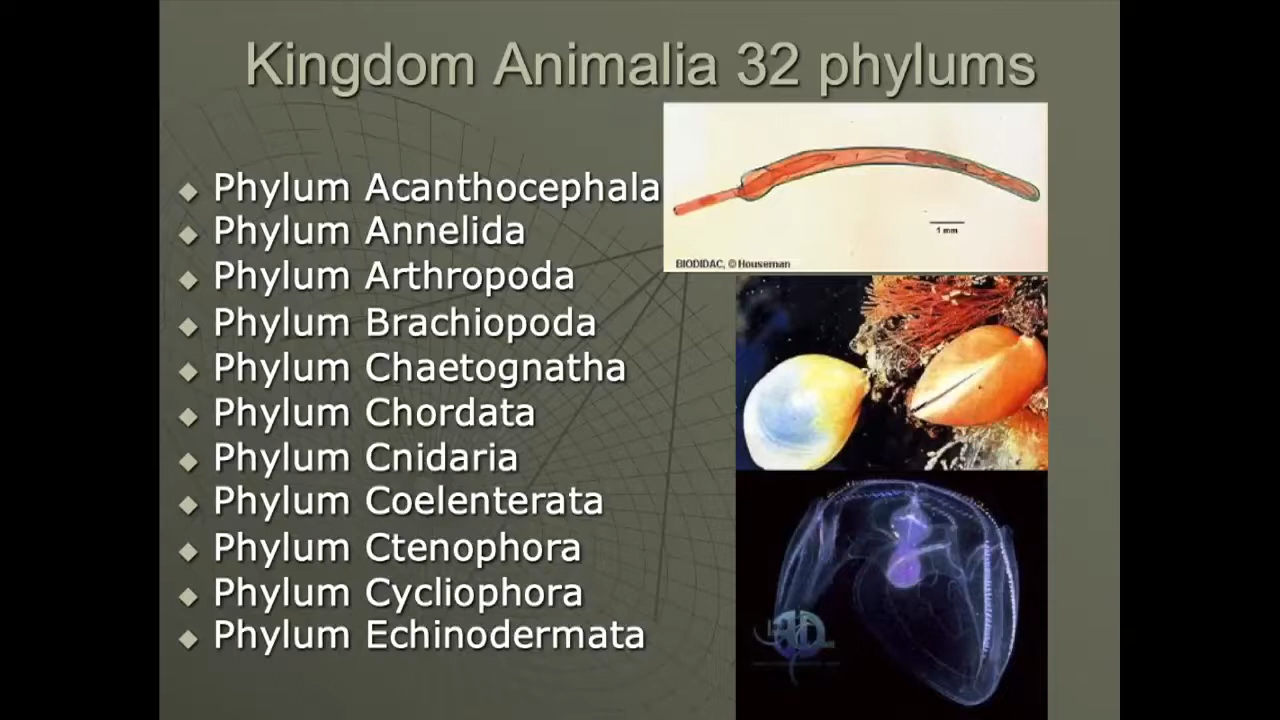 Kingdom Animalia 32 phylums
Phylum Acanthocephala
Phylum Annelida
Phylum Arthropoda
Phylum Brachiopoda
Phylum Chaetognatha
Phylum Chordata
Phylum Cnidaria
Phylum Coelenterata
Phylum Ctenophora
Phylum Cycliophora
Phylum Echinodermata
1 mm
BIODIDAC, © Houseman